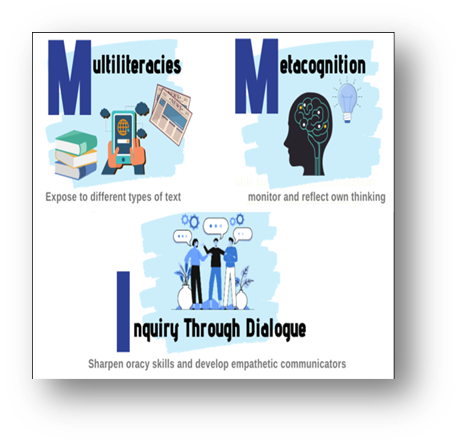 Multiliteracies
Metacognition
Expose to different types of text
monitor and reflect own thinking
Inquiry Through Dialogue
Sharpen oracy skills and develop empathetic communicators